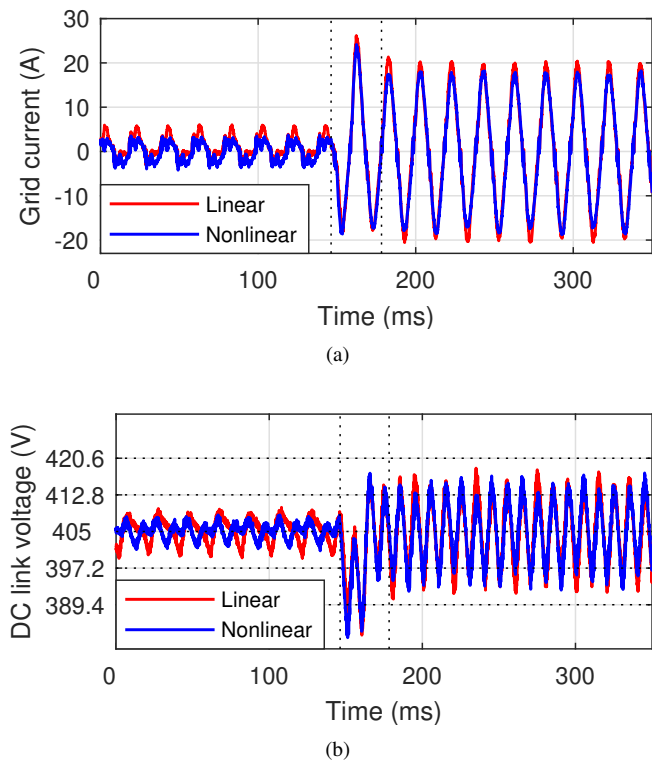 Grid current (A)
30
20
10
0
-10
-20
Linear
Nonlinear
0
100
200
300
Time (ms)
(a)
DC link voltage (V)
420.6
412.8
405
397.2
389.4
Linear
Nonlinear
0
100
200
300
Time (ms)
(b)